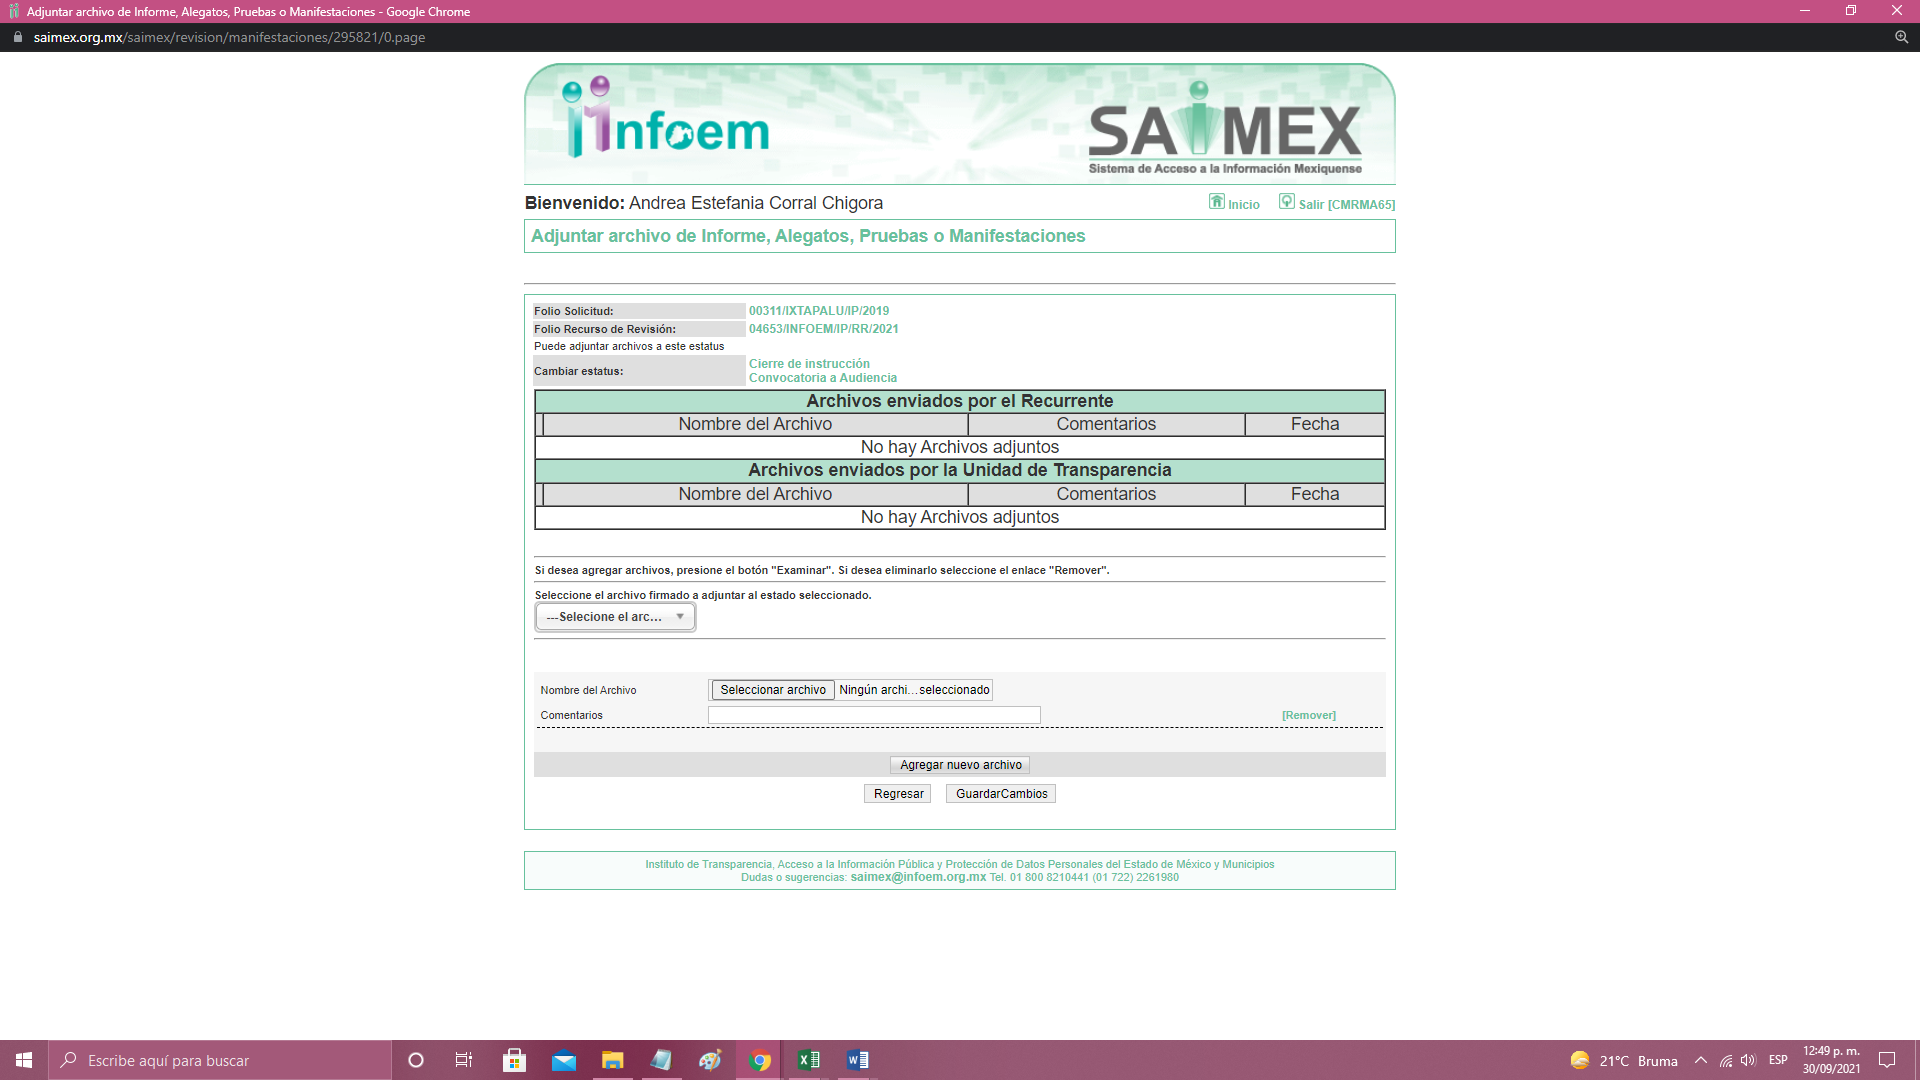 Adjuntar archivo de Informe, Alegatos, Pruebas o Manifestaciones - Google Chrome
saimex.org.mx/saimex/revision/manifestaciones/295821/0.page
infoem
SAIMEX
Sistema de Acceso a la Información Mexiquense
Bienvenido: Andrea Estefania Corral Chigora
Inicio Salir [CMRMA65]
Adjuntar archivo de Informe, Alegatos, Pruebas o Manifestaciones
Folio Solicitud: 00311/IXTAPALU/IP/2019
Folio Recurso de Revisión: 04653/INFOEM/IP/RR/2021
Puede adjuntar archivos a este estatus
Cambiar estatus: Cierre de instrucción
Convocatoria a Audiencia
Archivos enviados por el Recurrente
Nombre del Archivo Comentarios Fecha
No hay Archivos adjuntos
Archivos enviados por la Unidad de Transparencia
Nombre del Archivo Comentarios Fecha
No hay Archivos adjuntos
Si desea agregar archivos, presione el botón "Examinar". Si desea eliminarlo seleccione el enlace "Remover".
Seleccione el archivo firmado a adjuntar al estado seleccionado.
---Selecione el arc...
Nombre del Archivo Seleccionar archivo Ningún archi...seleccionado
Comentarios [Remover]
Agregar nuevo archivo
Regresar GuardarCambios
Instituto de Transparencia, Acceso a la Información Pública y Protección de Datos Personales del Estado de México y Municipios
Dudas o sugerencias: saimex@infoem.org.mx Tel. 01 800 8210441 (01 722) 2261980
Escribe aquí para buscar
21°C Bruma
ESP
12:49 p. m.
30/09/2021